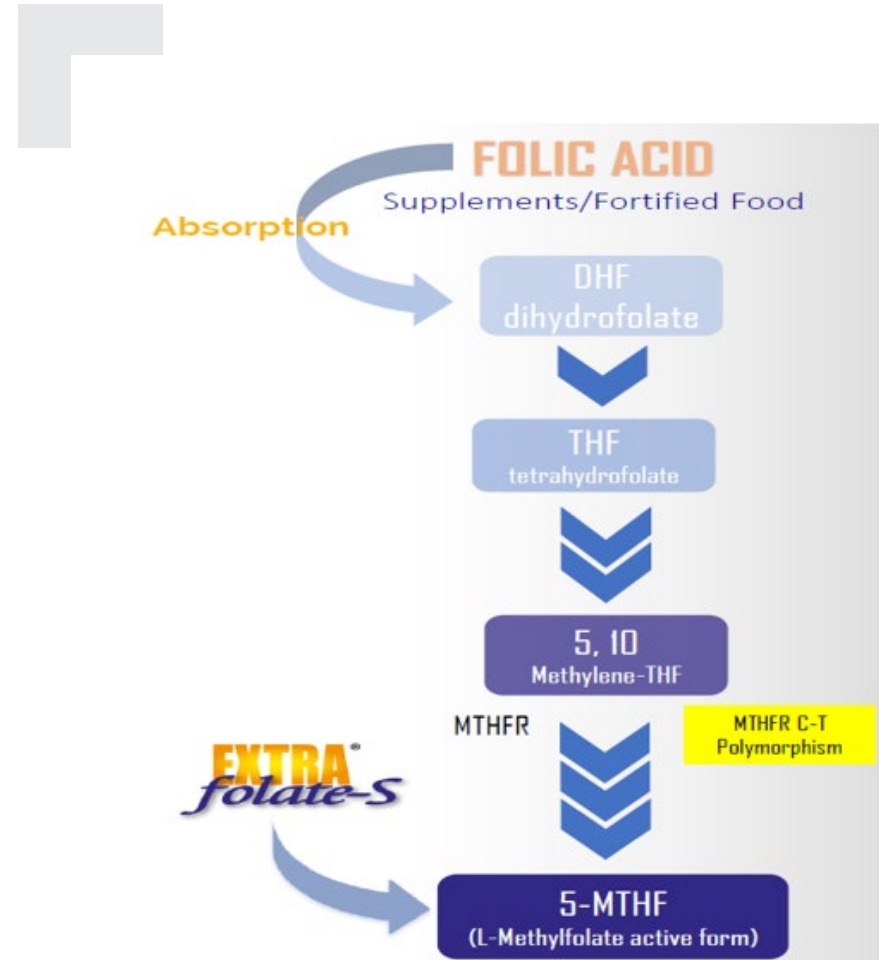 FOLIC ACID
Supplements/Fortified Food
Absorption
DHF
dihydrofolate
THF
tetrahydrofolate
5, 10
Methylene-THF
MTHFR
MTHFR C-T
Polymorphism
EXTRA®
folate-S
5-MTHF
(L-Methylfolate active form)